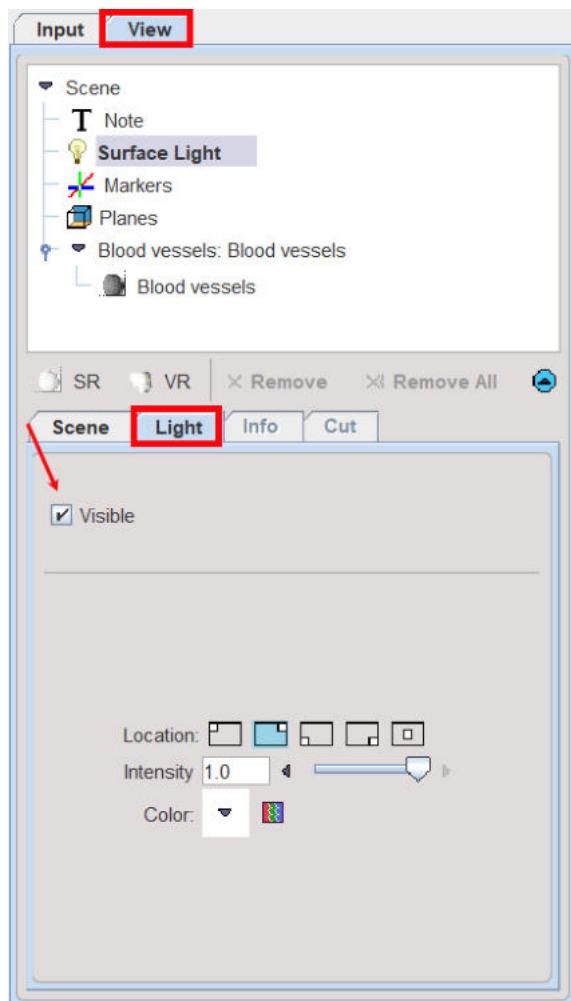 Input View
Scene
T Note
Surface Light
Markers
Planes
Blood vessels: Blood vessels
Blood vessels
SR VR Remove Remove All
Scene Light Info Cut
Visible
Location:
Intensity 1.0
Color: